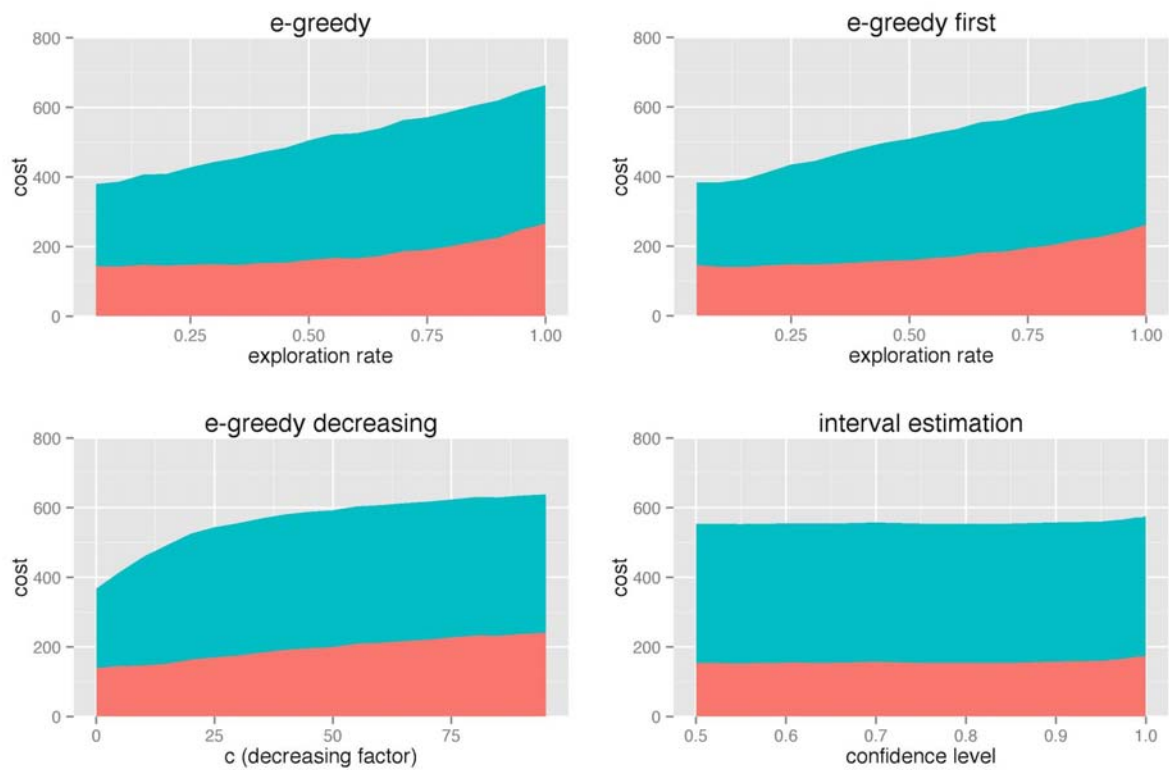 e-greedy
800
600
400
200
0
cost
0.25 0.50 0.75 1.00
exploration rate
e-greedy first
800
600
400
200
0
cost
0.25 0.50 0.75 1.00
exploration rate
e-greedy decreasing
800
600
400
200
0
cost
0 25 50 75
c (decreasing factor)
interval estimation
800
600
400
200
0
cost
0.5 0.6 0.7 0.8 0.9 1.0
confidence level